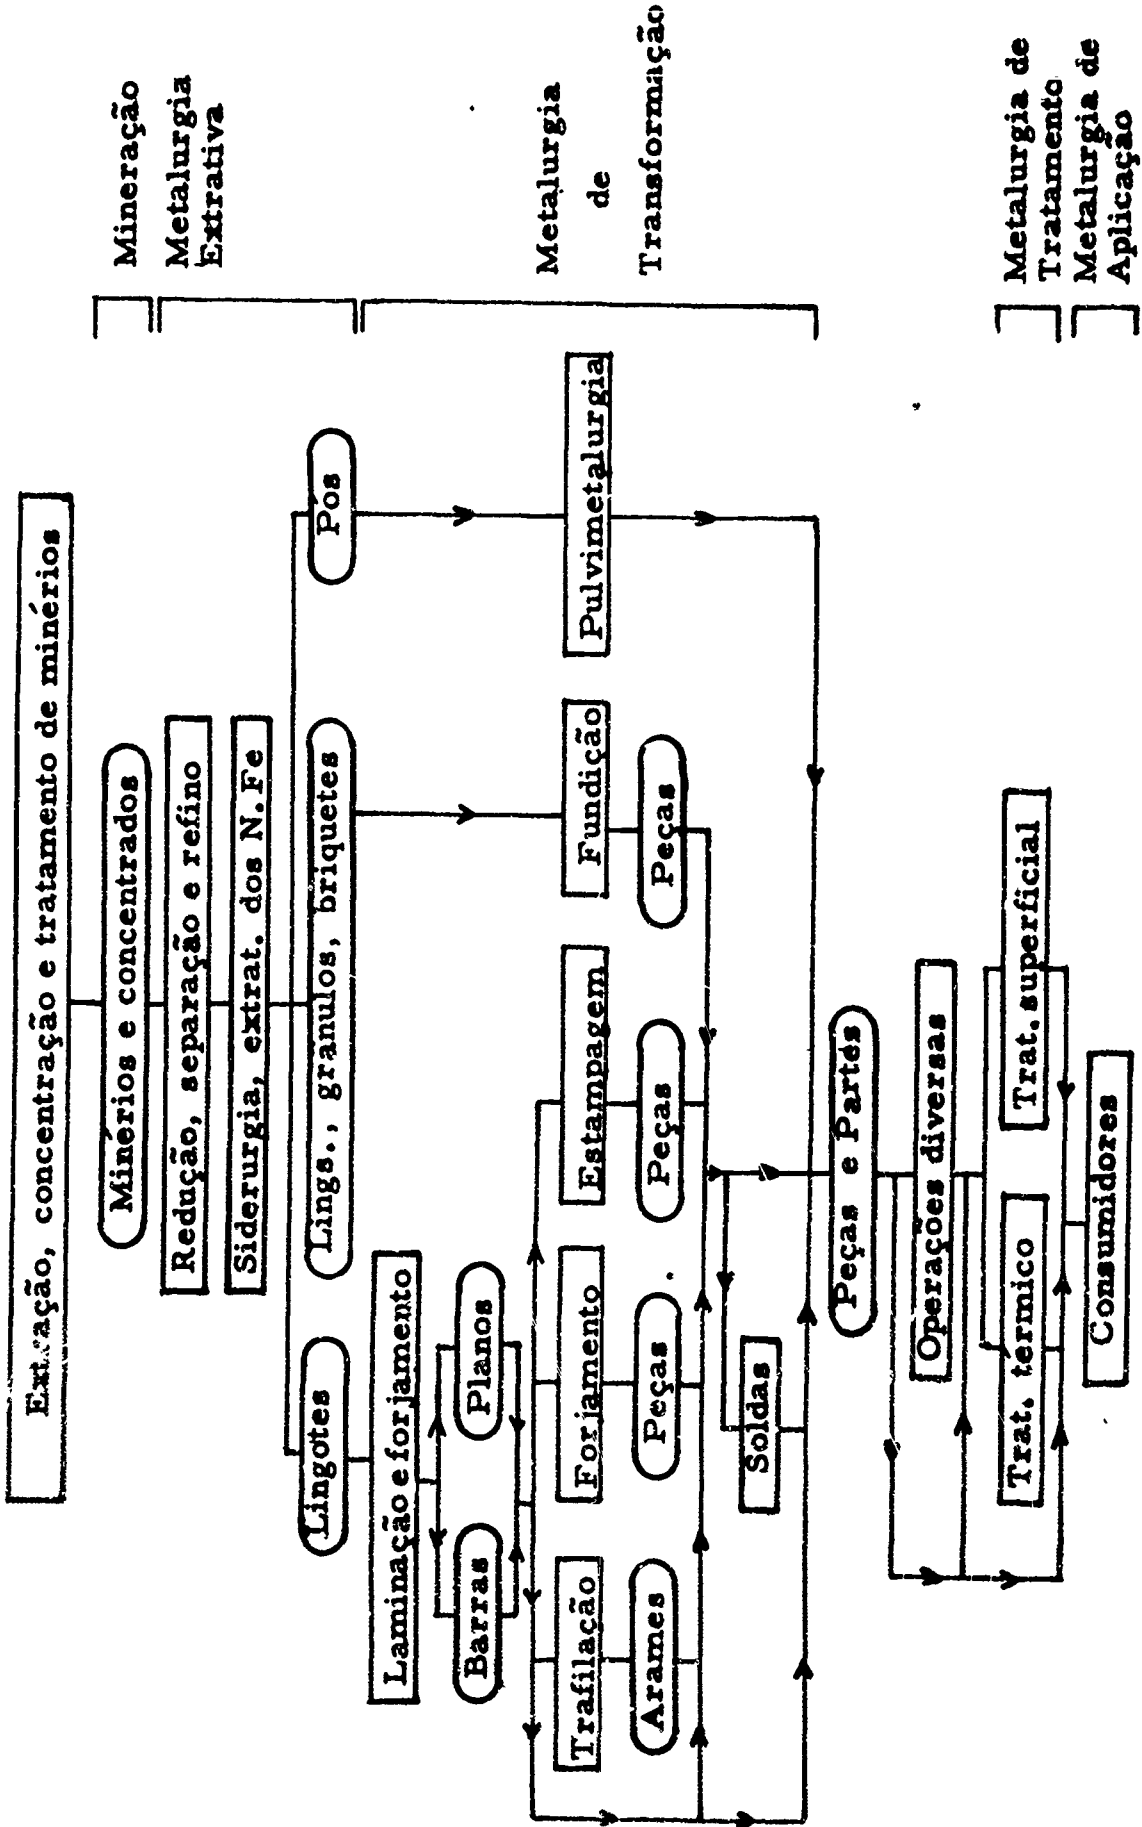 Extração, concentração e tratamento de minérios
Minérios e concentrados
Redução, separação e refino
Siderurgia, extrat. dos N. Fe
Lingotes
Lings., granulos, briquetes
Pós
Laminação e forjamento
Barras
Planos
Trafilação
Forjamento
Estampagem
Fundição
Pulvimetalurgia
Arames
Peças
Peças
Peças
Soldas
Peças e Partes
Operações diversas
Trat. termico
Trat. superficial
Consumidores
Mineração
Metalurgia
Extrativa
Metalurgia
de
Transformação
Metalurgia de
Tratamento
Metalurgia de
Aplicação